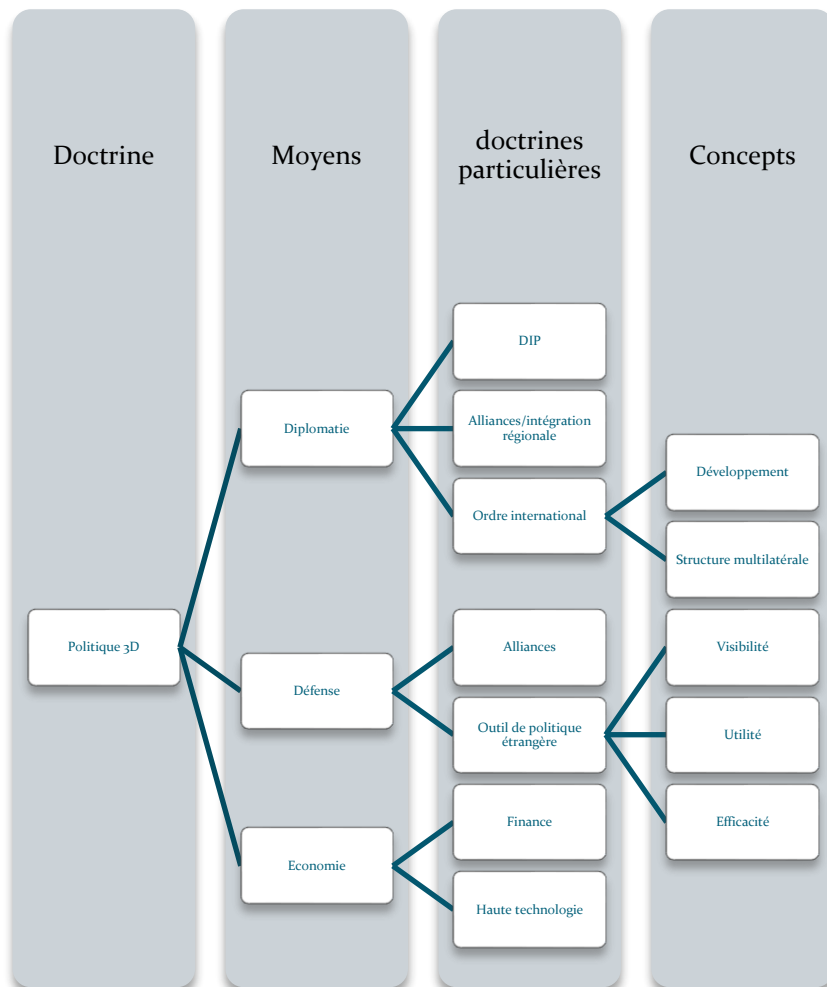 Doctrine
Moyens
doctrines
particulières
Concepts
DIP
Diplomatie
Alliances/intégration
régionale
Développement
Ordre international
Structure multilatérale
Politique 3D
Alliances
Visibilité
Défense
Outil de politique
étrangère
Utilité
Finance
Efficacité
Economie
Haute technologie